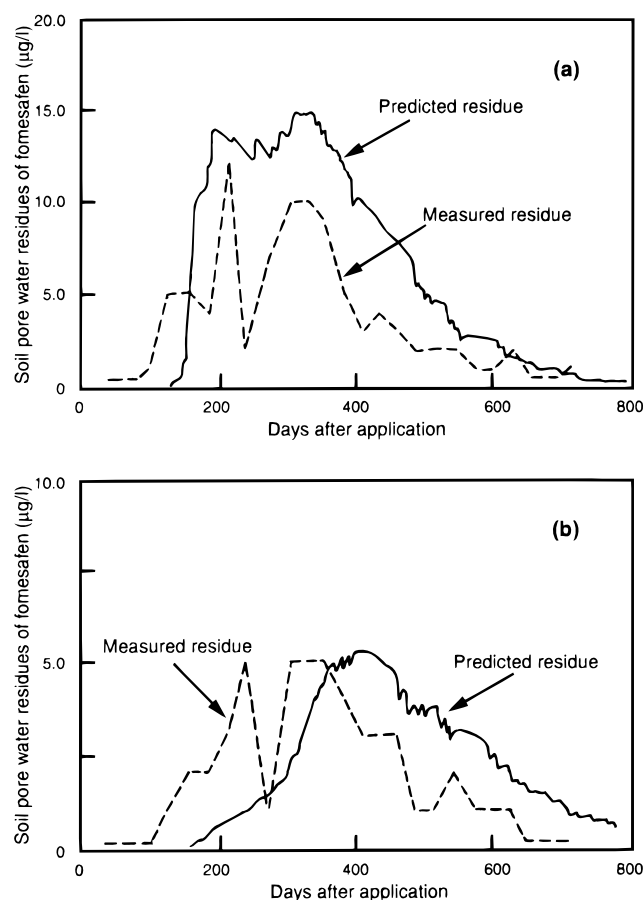 Soil pore water residues of fomesafen (µg/l)
20.0
15.0
10.0
5.0
0
(a)
Predicted residue
Measured residue
0
200
400
600
800
Days after application
Soil pore water residues of fomesafen (µg/l)
10.0
5.0
0
(b)
Measured residue
Predicted residue
0
200
400
600
800
Days after application